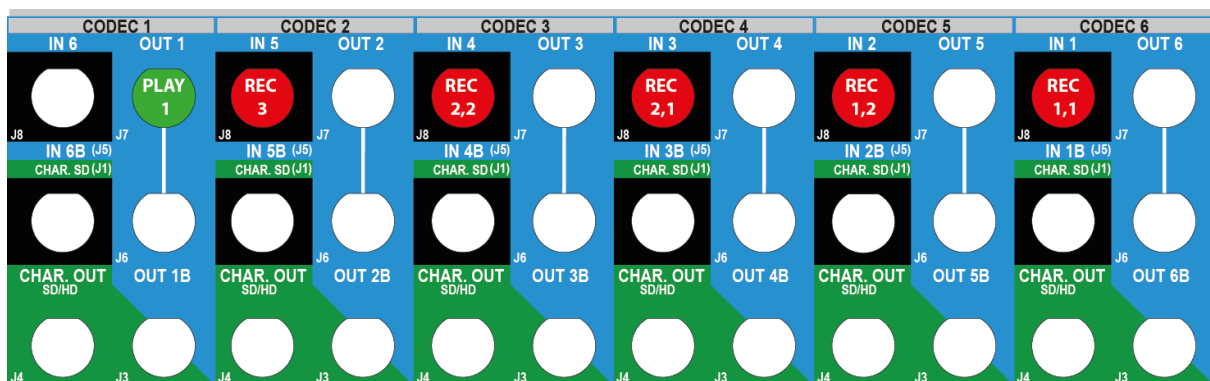 CODEC 1 CODEC 2 CODEC 3 CODEC 4 CODEC 5 CODEC 6
IN 6 OUT 1 IN 5 OUT 2 IN 4 OUT 3 IN 3 OUT 4 IN 2 OUT 5 IN 1 OUT 6
PLAY REC REC REC REC REC
1 3 2,2 2,1 1,2 1,1
J8 J7 J8 J7 J8 J7 J8 J7 J8 J7 J8 J7
IN 6B (J5) IN 5B (J5) IN 4B (J5) IN 3B (J5) IN 2B (J5) IN 1B (J5)
CHAR. SD (J1) CHAR. SD (J1) CHAR. SD (J1) CHAR. SD (J1) CHAR. SD (J1) CHAR. SD (J1)
J6 J6 J6 J6 J6 J6
CHAR. OUT OUT 1B CHAR. OUT OUT 2B CHAR. OUT OUT 3B CHAR. OUT OUT 4B CHAR. OUT OUT 5B CHAR. OUT OUT 6B
SD/HD SD/HD SD/HD SD/HD SD/HD SD/HD
J4 J3 J4 J3 J4 J3 J4 J3 J4 J3 J4 J3